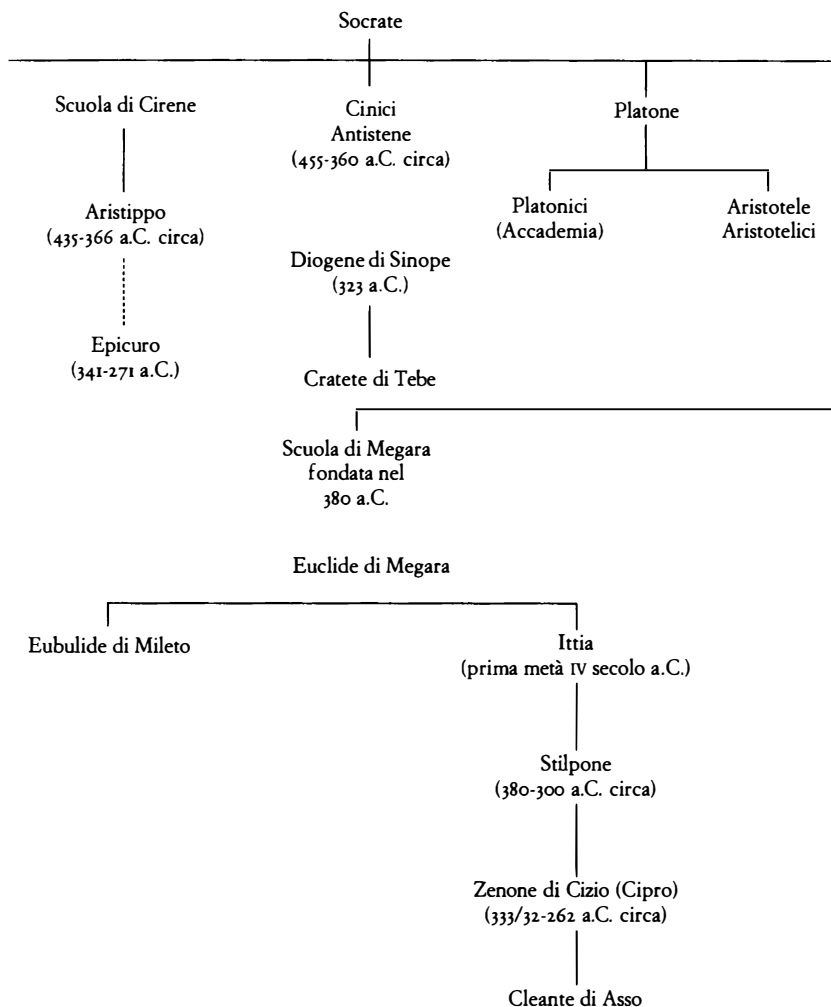 Socrate
Scuola di Cirene
Cinici
Antistene
(455-360 a.C. circa)
Platone
Aristippo
(435-366 a.C. circa)
Platonici
(Accademia)
Aristotele
Aristotelici
Diogene di Sinope
(323 a.C.)
Epicuro
(341-271 a.C.)
Cratete di Tebe
Scuola di Megara
fondata nel
380 a.C.
Euclide di Megara
Eubulide di Mileto
Ittia
(prima metà IV secolo a.C.)
Stilpone
(380-300 a.C. circa)
Zenone di Cizio (Cipro)
(333/32-262 a.C. circa)
Cleante di Asso